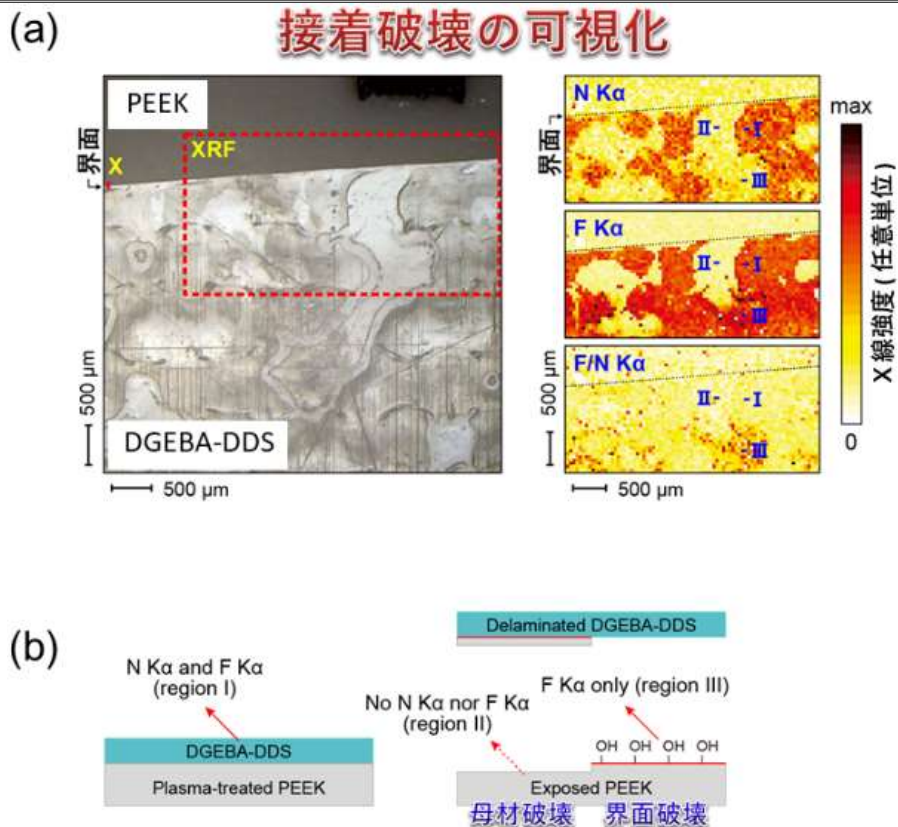 (a)
接着破壊の可視化
PEEK
界面
X
XRF
DGEBA-DDS
500 μm
500 μm
N Kα
界面
II-
-I
-III
F Kα
II-
-I
III
F/N Kα
II-
-I
-III
500 μm
max
0
X 線強度 ( 任意単位 )
(b)
N Kα and F Kα
(region I)
DGEBA-DDS
Plasma-treated PEEK
Delaminated DGEBA-DDS
No N Kα nor F Kα
(region II)
F Kα only (region III)
OH OH OH OH
Exposed PEEK
母材破壊 界面破壊